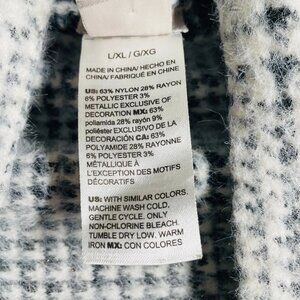 L/XL / G/XG
MADE IN CHINA/ HECHO EN
CHINA/ FABRIQUÉ EN CHINE
US: 63% NYLON 28% RAYON
6% POLYESTER 3%
METALLIC EXCLUSIVE OF
DECORATION MX: 63%
poliamida 28% rayón 9%
poliéster EXCLUSIVO DE LA
DECORACIÓN CA: 63%
POLYAMIDE 28% RAYONNE
6% POLYESTER 3%
MÉTALLIQUE À
L'EXCEPTION DES MOTIFS
DÉCORATIFS
US: WITH SIMILAR COLORS.
MACHINE WASH COLD.
GENTLE CYCLE. ONLY
NON-CHLORINE BLEACH.
TUMBLE DRY LOW. WARM
IRON MX: CON COLORES